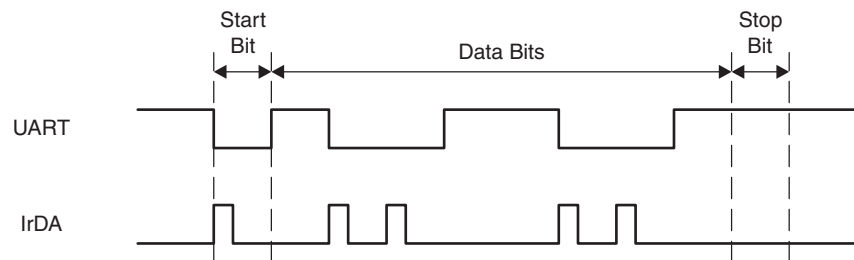 Start
Bit
Data Bits
Stop
Bit
UART
IrDA